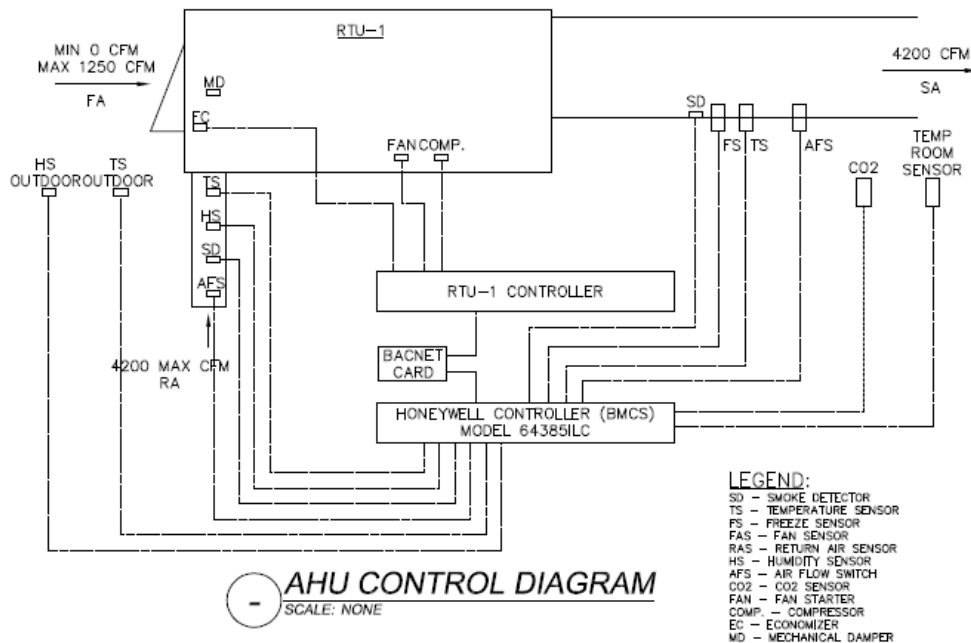 RTU-1
MIN 0 CFM
MAX 1250 CFM
FA
MD
EC
FAN COMP.
4200 CFM
SA
SD
FS
TS
AFS
CO2
TEMP
ROOM
SENSOR
HS
OUTDOOR
TS
OUTDOOR
TS
HS
SD
AFS
4200 MAX CFM
RA
RTU-1 CONTROLLER
BACNET
CARD
HONEYWELL CONTROLLER (BMCS)
MODEL 64385ILC
LEGEND:
SD - SMOKE DETECTOR
TS - TEMPERATURE SENSOR
FS - FREEZE SENSOR
FAS - FAN SENSOR
RAS - RETURN AIR SENSOR
HS - HUMIDITY SENSOR
AFS - AIR FLOW SWITCH
CO2 - CO2 SENSOR
FAN - FAN STARTER
COMP. - COMPRESSOR
EC - ECONOMIZER
MD - MECHANICAL DAMPER
- AHU CONTROL DIAGRAM
SCALE: NONE